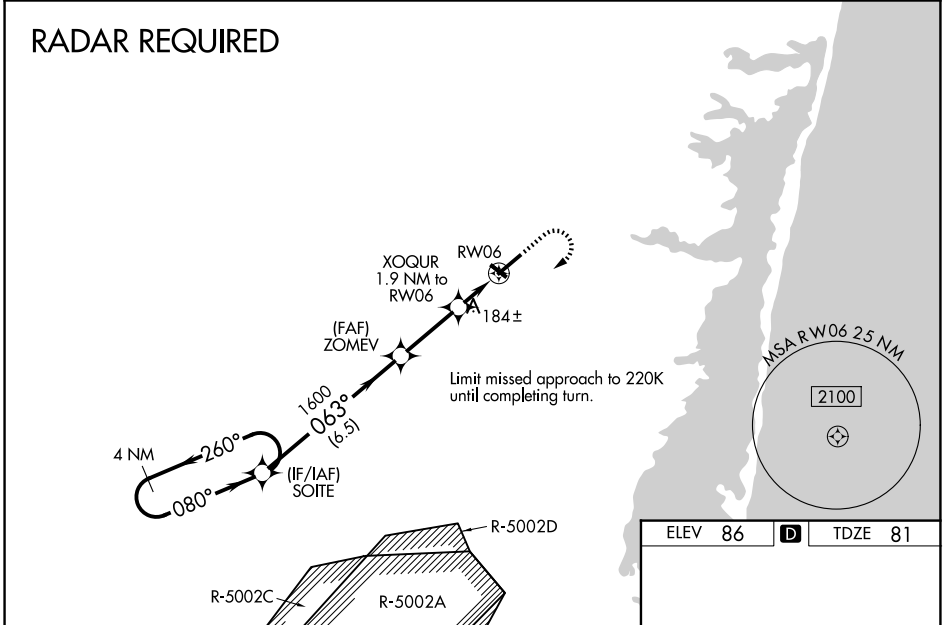 RADAR REQUIRED
RW06
XOQUR
1.9 NM to
RW06
184±
(FAF)
ZOMEV
MSA RW06 25 NM
2100
Limit missed approach to 220K
until completing turn.
1600
063°
(6.5)
4 NM
260°
080°
(IF/IAF)
SOITE
R-5002D
ELEV 86 D TDZE 81
R-5002C
R-5002A